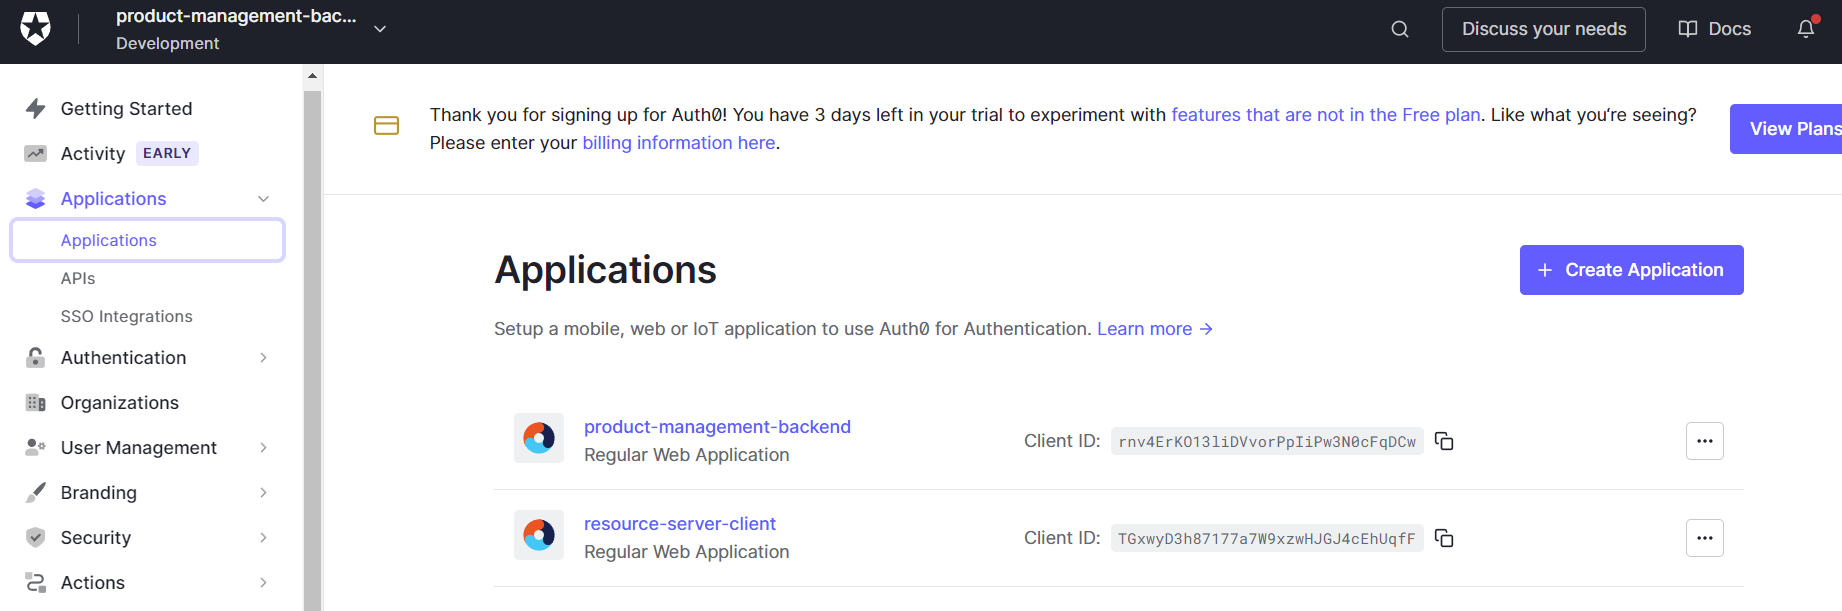 product-management-bac...
Development
Discuss your needs
Docs
Getting Started
Activity EARLY
Applications
Applications
APIs
SSO Integrations
Authentication
Organizations
User Management
Branding
Security
Actions
Thank you for signing up for Auth0! You have 3 days left in your trial to experiment with features that are not in the Free plan. Like what you're seeing?
Please enter your billing information here.
View Plans
Applications
+ Create Application
Setup a mobile, web or IoT application to use Auth0 for Authentication. Learn more →
product-management-backend
Regular Web Application
Client ID: rnv4ErKO13liDVvorPpIiPw3N0cFqDCw
resource-server-client
Regular Web Application
Client ID: TGxwyD3h87177a7W9xzwHJGJ4cEhUqfF